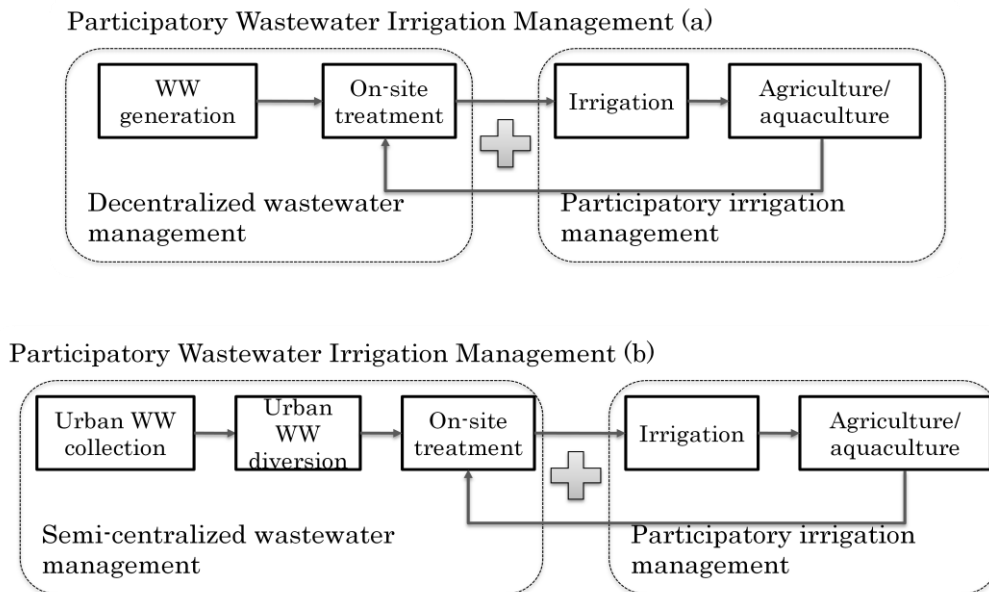 Participatory Wastewater Irrigation Management (a)
WW
generation
On-site
treatment
Irrigation
Agriculture/
aquaculture
Decentralized wastewater
management
Participatory irrigation
management
Participatory Wastewater Irrigation Management (b)
Urban WW
collection
Urban
WW
diversion
On-site
treatment
Irrigation
Agriculture/
aquaculture
Semi-centralized wastewater
management
Participatory irrigation
management